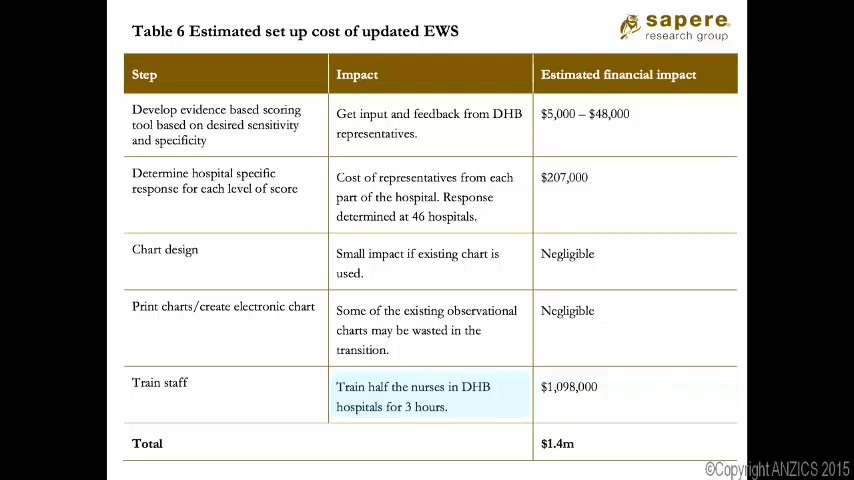 Table 6 Estimated set up cost of updated EWS
sapere
research group
Step
Impact
Estimated financial impact
Develop evidence based scoring
tool based on desired sensitivity
and specificity
Get input and feedback from DHB
representatives.
$5,000 – $48,000
Determine hospital specific
response for each level of score
Cost of representatives from each
part of the hospital. Response
determined at 46 hospitals.
$207,000
Chart design
Small impact if existing chart is
used.
Negligible
Print charts/create electronic chart
Some of the existing observational
charts may be wasted in the
transition.
Negligible
Train staff
Train half the nurses in DHB
hospitals for 3 hours.
$1,098,000
Total
$1.4m
©Copyright ANZICS 2015